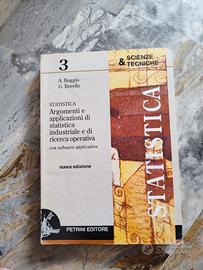 3
& SCIENZE
TECNICHE
A. Boggio
G. Borello
STATISTICA
Argomenti e
applicazioni di
statistica
industriale e di
ricerca operativa
con software applicativo
nuova edizione
PETRINI EDITORE
STATISTICA
subito